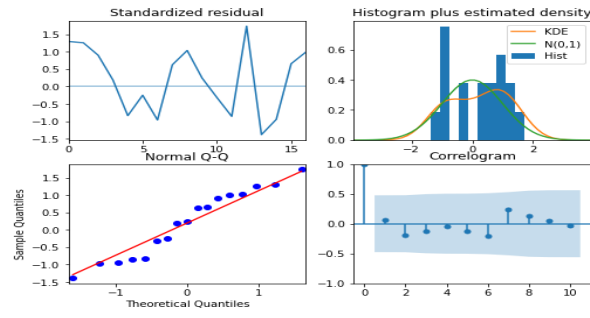 Standardized residual
1.5
1.0
0.5
0.0
-0.5
-1.0
0 5 10 15
Histogram plus estimated density
KDE
N(0,1)
Hist
0.6
0.4
0.2
0.0
−2 0 2
Normal Q-Q
Sample Quantiles
1.5
1.0
0.5
0.0
-0.5
-1.0
-1.5
−1 0 1
Theoretical Quantiles
Correlogram
1.0
0.5
0.0
−0.5
−1.0
0 2 4 6 8 10